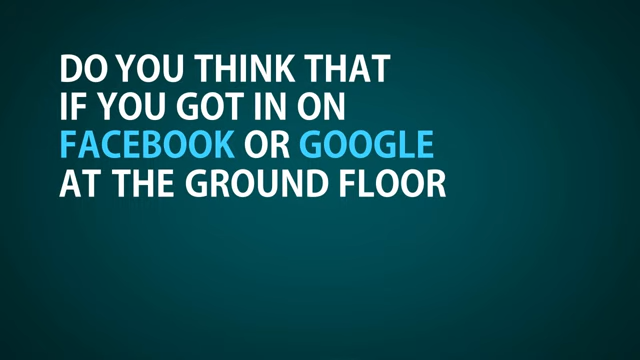 DO YOU THINK THAT
IF YOU GOT IN ON
FACEBOOK OR GOOGLE
AT THE GROUND FLOOR